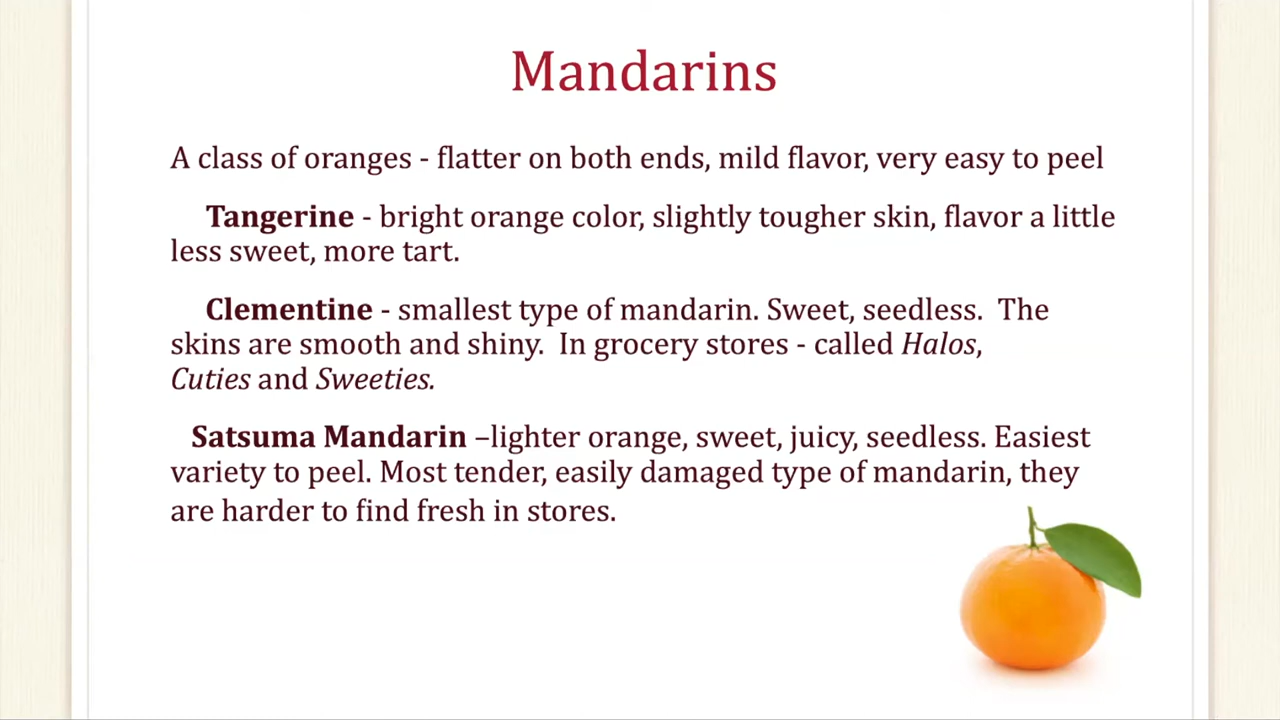 Mandarins
A class of oranges - flatter on both ends, mild flavor, very easy to peel
Tangerine - bright orange color, slightly tougher skin, flavor a little
less sweet, more tart.
Clementine - smallest type of mandarin. Sweet, seedless.  The
skins are smooth and shiny.  In grocery stores - called Halos,
Cuties and Sweeties.
Satsuma Mandarin –lighter orange, sweet, juicy, seedless. Easiest
variety to peel. Most tender, easily damaged type of mandarin, they
are harder to find fresh in stores.